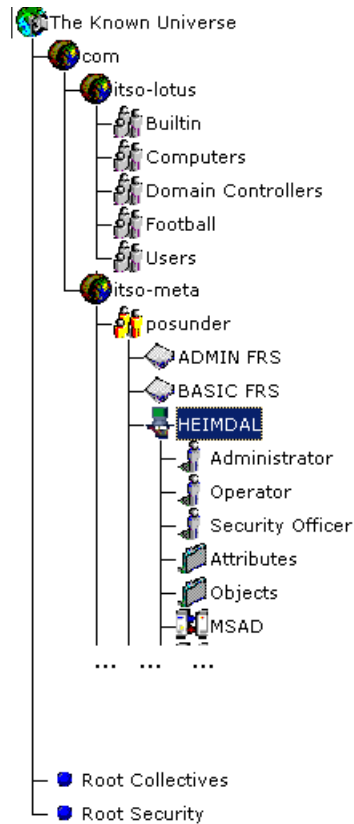 The Known Universe
com
itso-lotus
Builtin
Computers
Domain Controllers
Football
Users
itso-meta
posunder
ADMIN FRS
BASIC FRS
HEIMDAL
Administrator
Operator
Security Officer
Attributes
Objects
MSAD
... ... ...
Root Collectives
Root Security